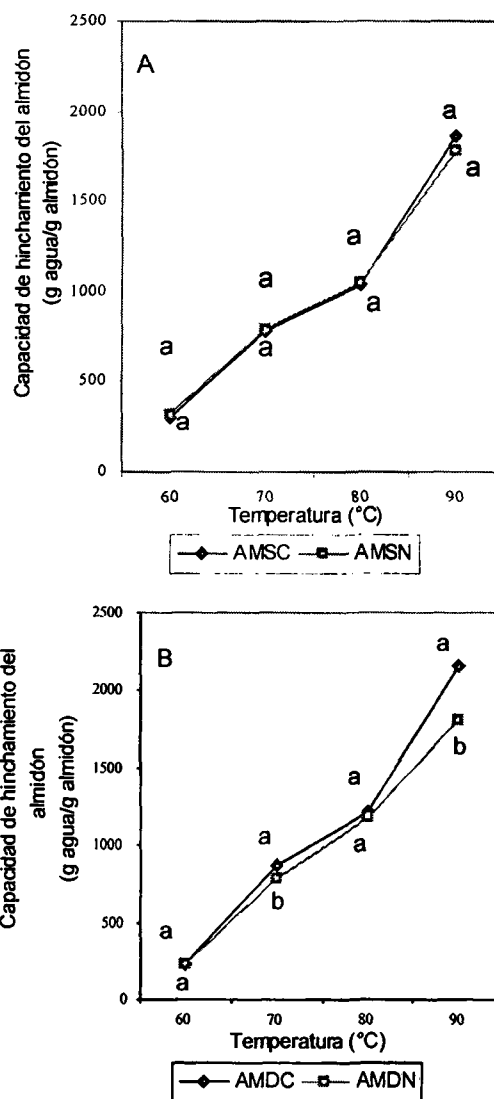 A
Capacidad de hinchamiento del almidón
(g agua/g almidón)
2500
2000
1500
1000
500
0
a
a
a
a
a
a
a
a
60
70
80
90
Temperatura (°C)
AMSC
AMSN
B
Capacidad de hinchamiento del
almidón
(g agua/g almidón)
2500
2000
1500
1000
500
0
a
a
a
b
a
a
a
b
60
70
80
90
Temperatura (°C)
AMDC
AMDN